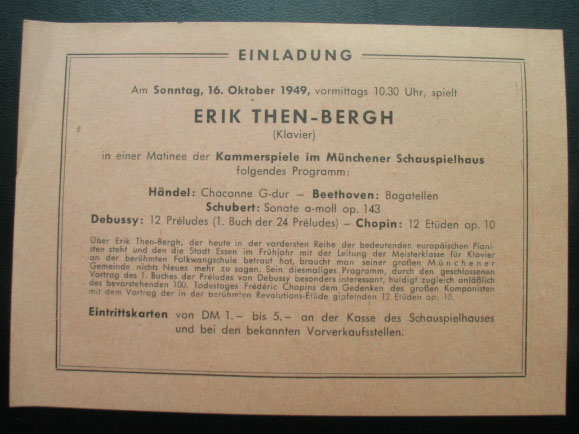 EINLADUNG
Am Sonntag, 16. Oktober 1949, vormittags 10.30 Uhr, spielt
ERIK THEN-BERGH
(Klavier)
in einer Matinee der Kammerspiele im Münchener Schauspielhaus
folgendes Programm:
Händel: Chaconne G-dur – Beethoven: Bagatellen
Schubert: Sonate a-moll op. 143
Debussy: 12 Préludes (1. Buch der 24 Préludes) – Chopin: 12 Etüden op. 10
Über Erik Then-Bergh, der heute in der vordersten Reihe der bedeutenden europäischen Piani-
sten steht und den die Stadt Essen im Frühjahr mit der Leitung der Meisterklasse für Klavier
an der berühmten Folkwangschule betraut hat, braucht man seiner großen Münchener
Gemeinde nichts Neues mehr zu sagen. Sein diesmaliges Programm, durch den geschlossenen
Vortrag des 1. Buches der Préludes von Debussy besonders interessant, huldigt zugleich anläßlich
des bevorstehenden 100. Todestages Frédéric Chopins dem Gedenken des großen Komponisten
mit dem Vortrag der in der berühmten Revolutions-Etüde gipfelnden 12 Etüden op. 10.
Eintrittskarten von DM 1.– bis 5.– an der Kasse des Schauspielhauses
und bei den bekannten Vorverkaufsstellen.